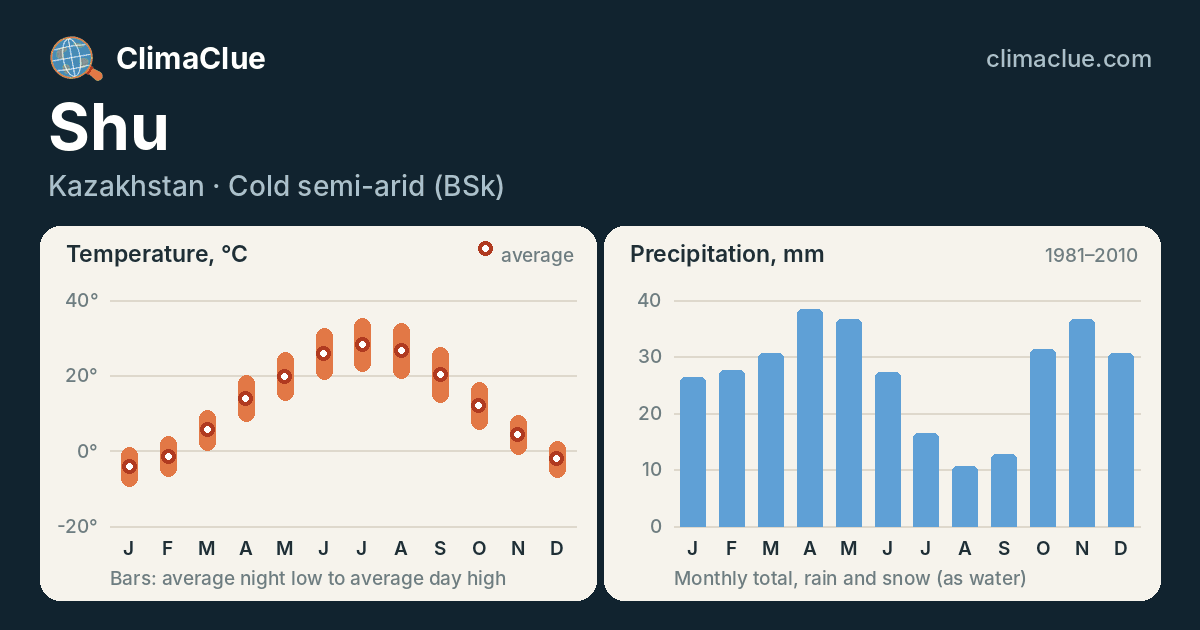 ClimaClue
climaclue.com
Shu
Kazakhstan · Cold semi-arid (BSk)
Temperature, °C
average
40°
20°
0°
-20°
J F M A M J J A S O N D
Bars: average night low to average day high
Precipitation, mm
1981–2010
40
30
20
10
0
J F M A M J J A S O N D
Monthly total, rain and snow (as water)